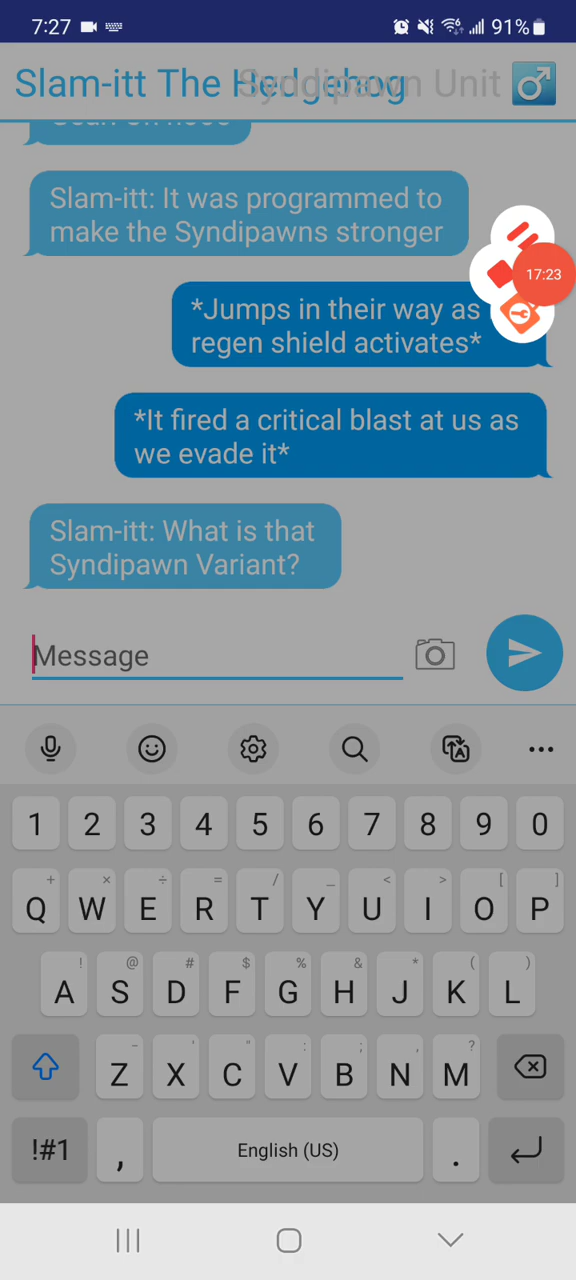 7:27 91%
Slam-itt The Hedgehog Syndipawn Unit
Slam-itt: It was programmed to
make the Syndipawns stronger
17:23
*Jumps in their way as
regen shield activates*
*It fired a critical blast at us as
we evade it*
Slam-itt: What is that
Syndipawn Variant?
Message
1 2 3 4 5 6 7 8 9 0
+ × ÷ = / _ < > [ ]
Q W E R T Y U I O P
! @ # $ % & * ( )
A S D F G H J K L
- ' " : ; , ?
Z X C V B N M
!#1 , English (US) .